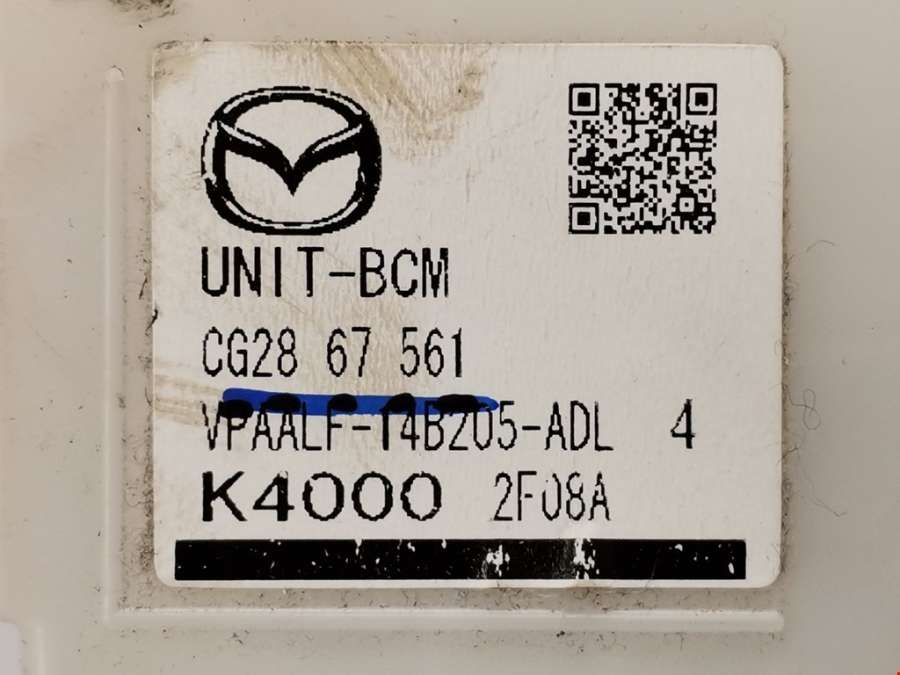 UNIT-BCM
CG28 67 561
VPAALF-14B205-ADL 4
K4000 2F08A